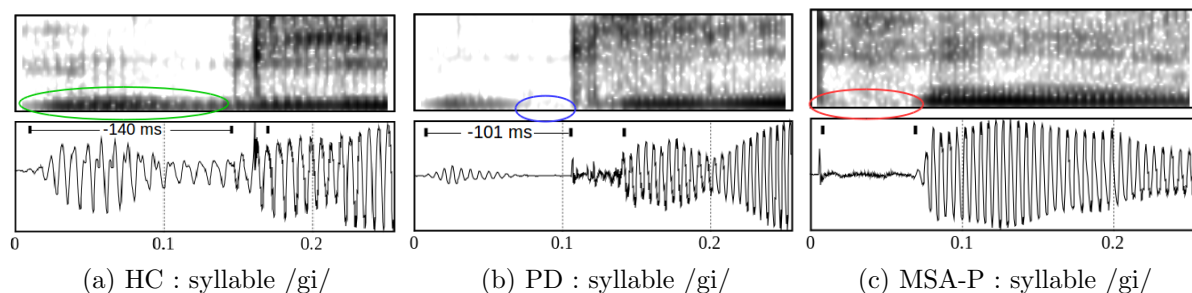 -140 ms
0 0.1 0.2
(a) HC : syllable /gi/
-101 ms
0 0.1 0.2
(b) PD : syllable /gi/
0 0.1 0.2
(c) MSA-P : syllable /gi/